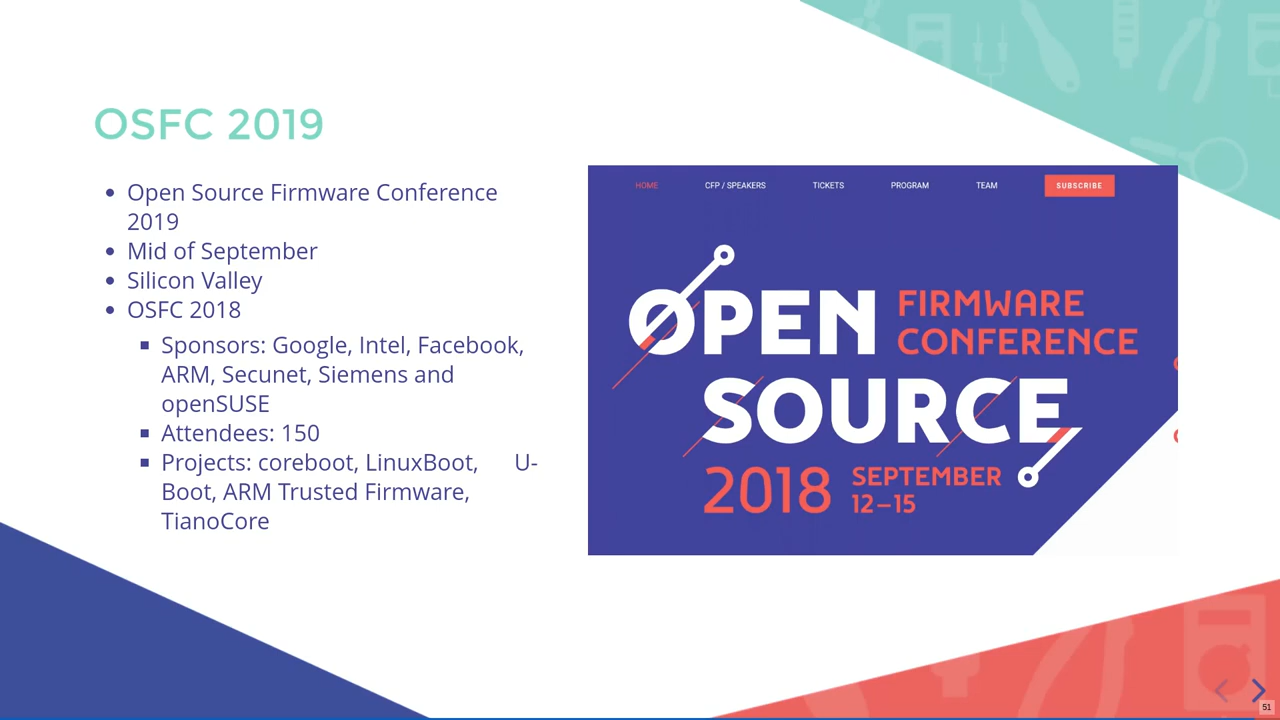 OSFC 2019
Open Source Firmware Conference
2019
Mid of September
Silicon Valley
OSFC 2018
Sponsors: Google, Intel, Facebook,
ARM, Secunet, Siemens and
openSUSE
Attendees: 150
Projects: coreboot, LinuxBoot, U-
Boot, ARM Trusted Firmware,
TianoCore
HOME CFP / SPEAKERS TICKETS PROGRAM TEAM SUBSCRIBE
OPEN FIRMWARE
CONFERENCE
SOURCE
2018 SEPTEMBER
12–15
51